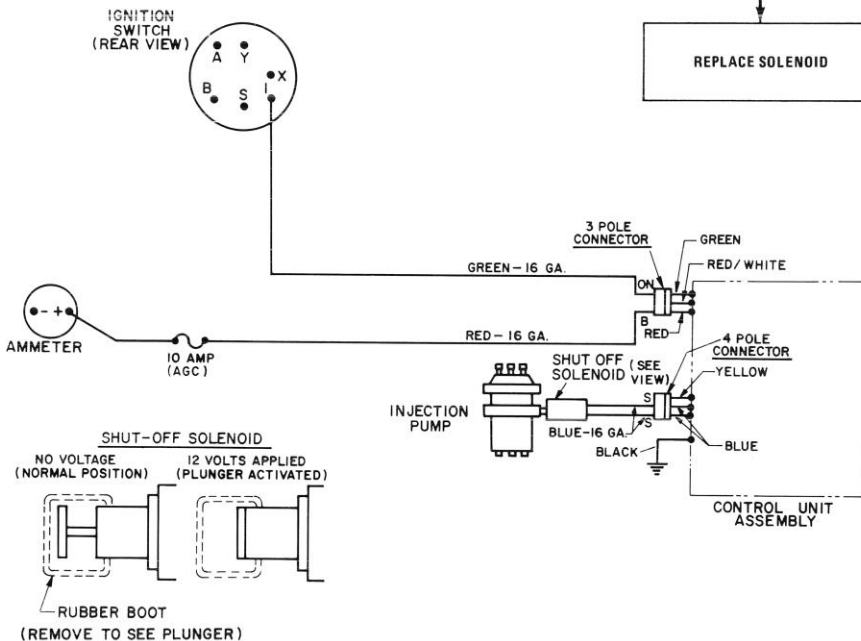 IGNITION
SWITCH
(REAR VIEW)
A Y
X
B S I
REPLACE SOLENOID
3 POLE
CONNECTOR
GREEN
RED/WHITE
GREEN-16 GA.
ON
B
RED
RED-16 GA.
- +
AMMETER
10 AMP
(AGC)
4 POLE
CONNECTOR
SHUT OFF
SOLENOID
(SEE
VIEW)
YELLOW
S
S
INJECTION
PUMP
BLUE-16 GA.
BLUE
BLACK
CONTROL UNIT
ASSEMBLY
SHUT-OFF SOLENOID
NO VOLTAGE
(NORMAL POSITION)
12 VOLTS APPLIED
(PLUNGER ACTIVATED)
RUBBER BOOT
(REMOVE TO SEE PLUNGER)